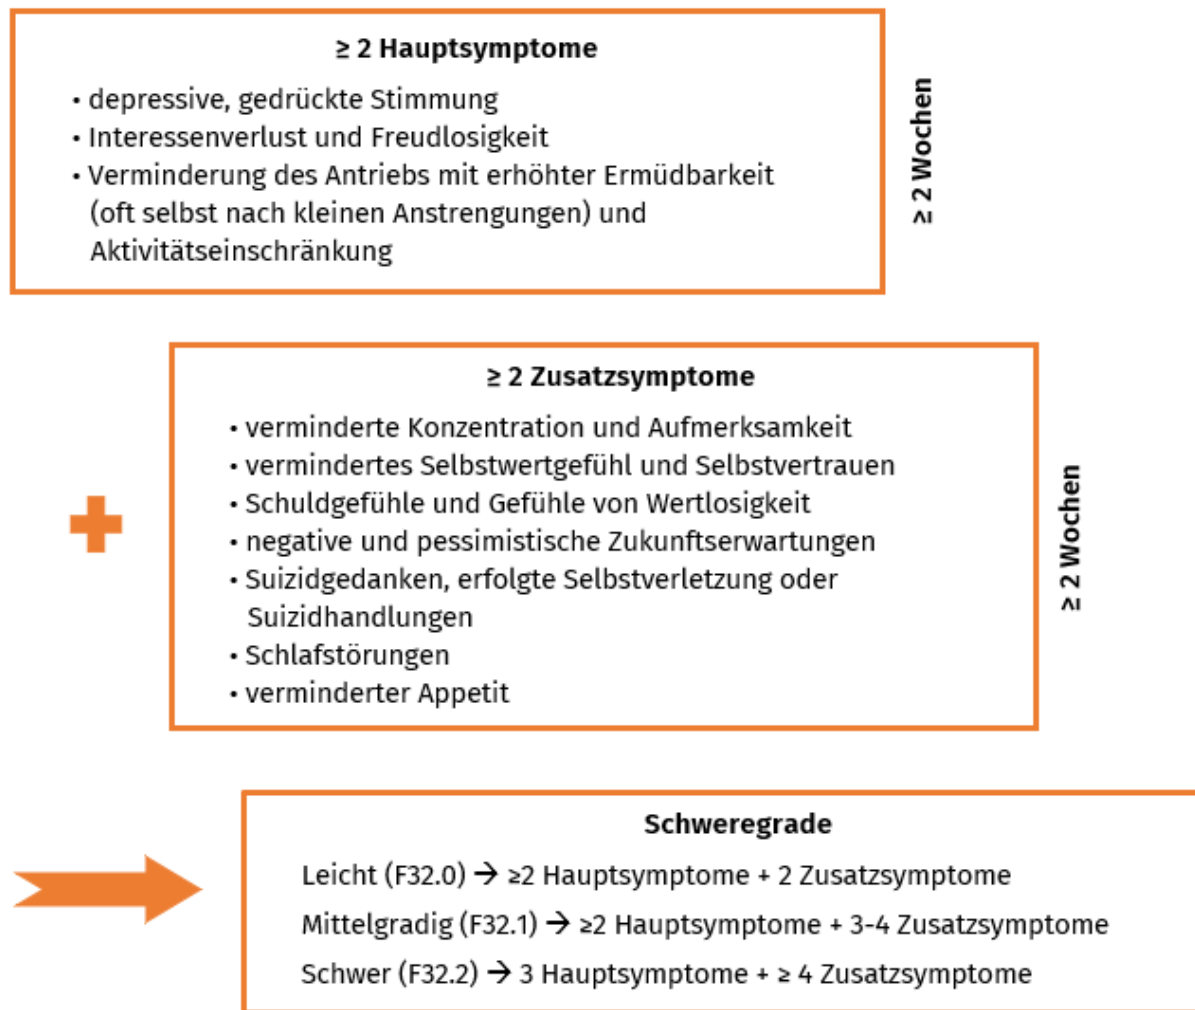 ≥ 2 Hauptsymptome
• depressive, gedrückte Stimmung
• Interessenverlust und Freudlosigkeit
• Verminderung des Antriebs mit erhöhter Ermüdbarkeit
(oft selbst nach kleinen Anstrengungen) und
Aktivitätseinschränkung
≥ 2 Wochen
≥ 2 Zusatzsymptome
• verminderte Konzentration und Aufmerksamkeit
• vermindertes Selbstwertgefühl und Selbstvertrauen
• Schuldgefühle und Gefühle von Wertlosigkeit
• negative und pessimistische Zukunftserwartungen
• Suizidgedanken, erfolgte Selbstverletzung oder
Suizidhandlungen
• Schlafstörungen
• verminderter Appetit
≥ 2 Wochen
Schweregrade
Leicht (F32.0) → ≥2 Hauptsymptome + 2 Zusatzsymptome
Mittelgradig (F32.1) → ≥2 Hauptsymptome + 3-4 Zusatzsymptome
Schwer (F32.2) → 3 Hauptsymptome + ≥ 4 Zusatzsymptome